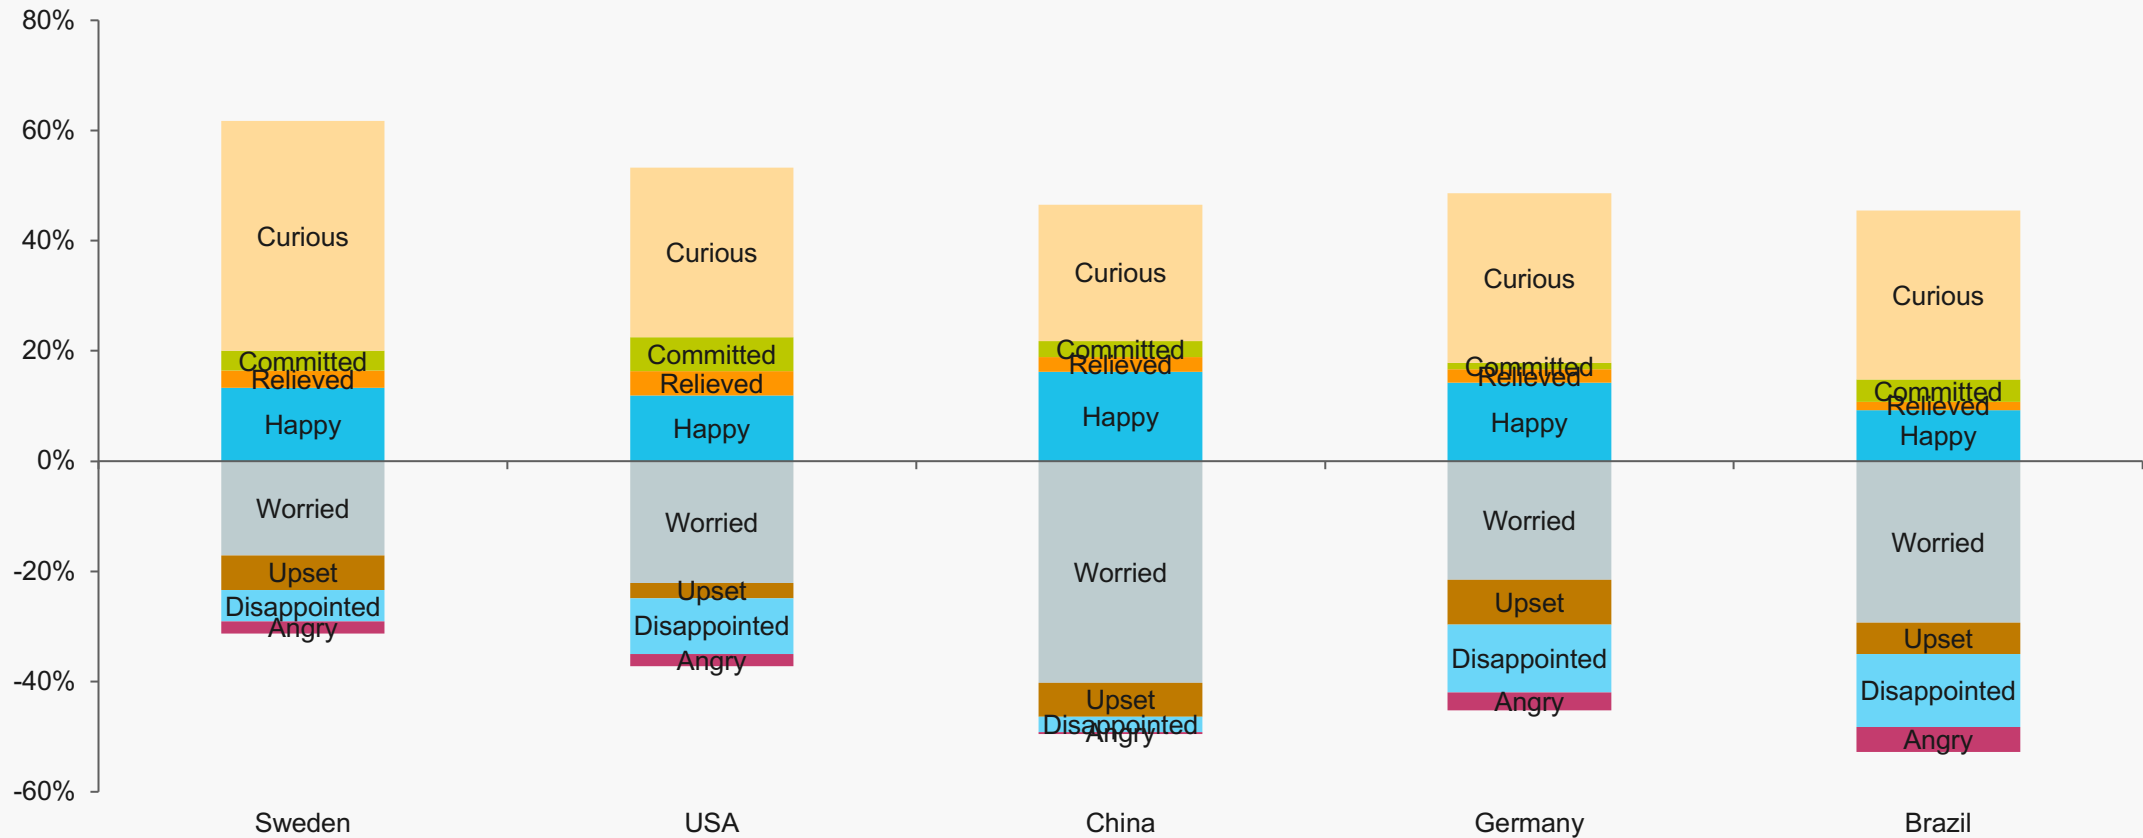 80%
60%
40%
20%
0%
-20%
-40%
-60%
Curious
Committed
Relieved
Happy
Worried
Upset
Disappointed
Angry
Sweden
Curious
Committed
Relieved
Happy
Worried
Upset
Disappointed
Angry
USA
Curious
Committed
Relieved
Happy
Worried
Upset
Disappointed
Angry
China
Curious
Committed
Relieved
Happy
Worried
Upset
Disappointed
Angry
Germany
Curious
Committed
Relieved
Happy
Worried
Upset
Disappointed
Angry
Brazil